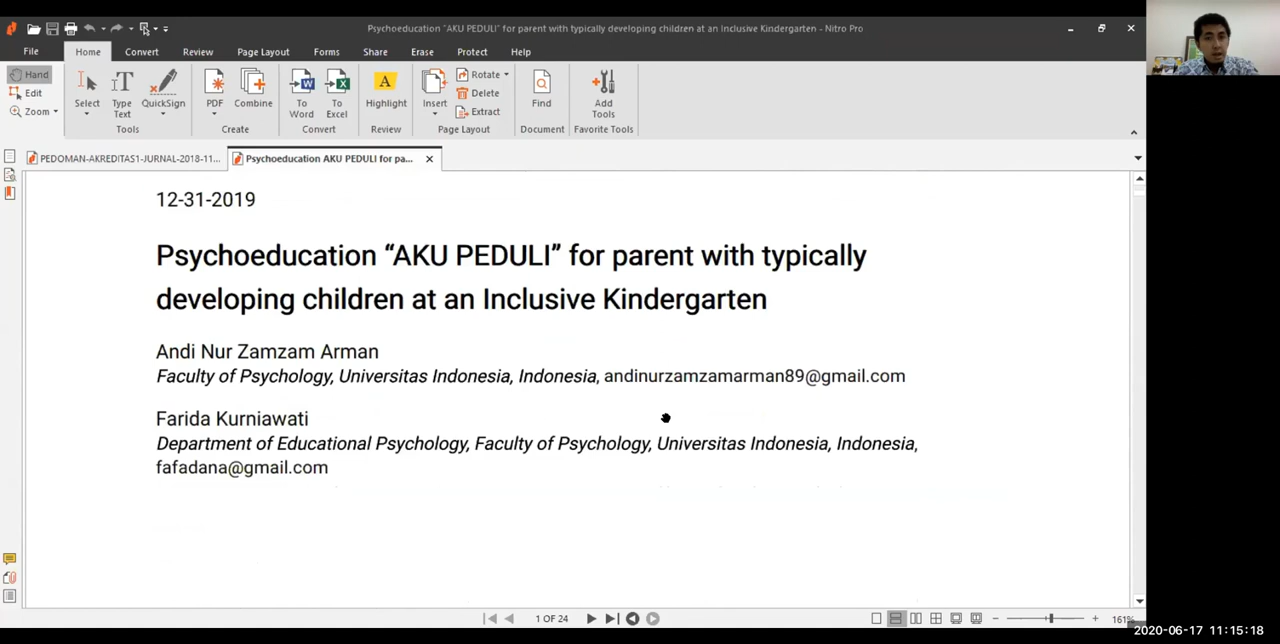 Psychoeducation "AKU PEDULI" for parent with typically developing children at an Inclusive Kindergarten - Nitro Pro
File Home Convert Review Page Layout Forms Share Erase Protect Help
Hand
Edit
Zoom
Select
Type Text
QuickSign
Tools
PDF
Combine
Create
To Word
To Excel
Convert
Highlight
Review
Insert
Rotate
Delete
Extract
Page Layout
Find
Document
Add Tools
Favorite Tools
PEDOMAN-AKREDITAS1-JURNAL-2018-11...
Psychoeducation AKU PEDULI for pa...
12-31-2019
Psychoeducation “AKU PEDULI” for parent with typically
developing children at an Inclusive Kindergarten
Andi Nur Zamzam Arman
Faculty of Psychology, Universitas Indonesia, Indonesia, andinurzamzamarman89@gmail.com
Farida Kurniawati
Department of Educational Psychology, Faculty of Psychology, Universitas Indonesia, Indonesia,
fafadana@gmail.com
1 OF 24
161%
2020-06-17 11:15:18